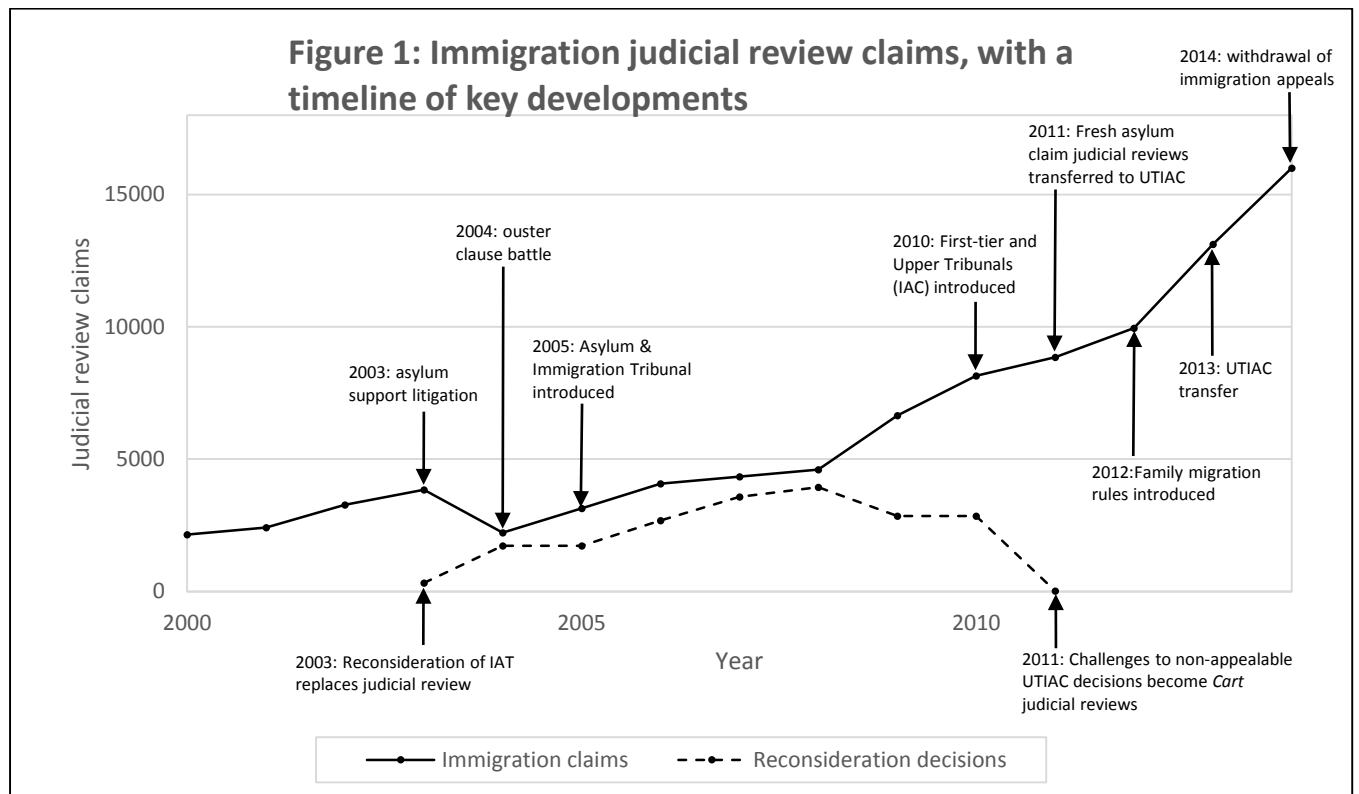 Figure 1: Immigration judicial review claims, with a
timeline of key developments
2014: withdrawal of
immigration appeals
2011: Fresh asylum
claim judicial reviews
transferred to UTIAC
2010: First-tier and
Upper Tribunals
(IAC) introduced
2004: ouster
clause battle
2005: Asylum &
Immigration Tribunal
introduced
2003: asylum
support litigation
2013: UTIAC
transfer
2012:Family migration
rules introduced
Judicial review claims
15000
10000
5000
0
2000
2005
2010
Year
2003: Reconsideration of IAT
replaces judicial review
2011: Challenges to non-appealable
UTIAC decisions become Cart
judicial reviews
Immigration claims
Reconsideration decisions